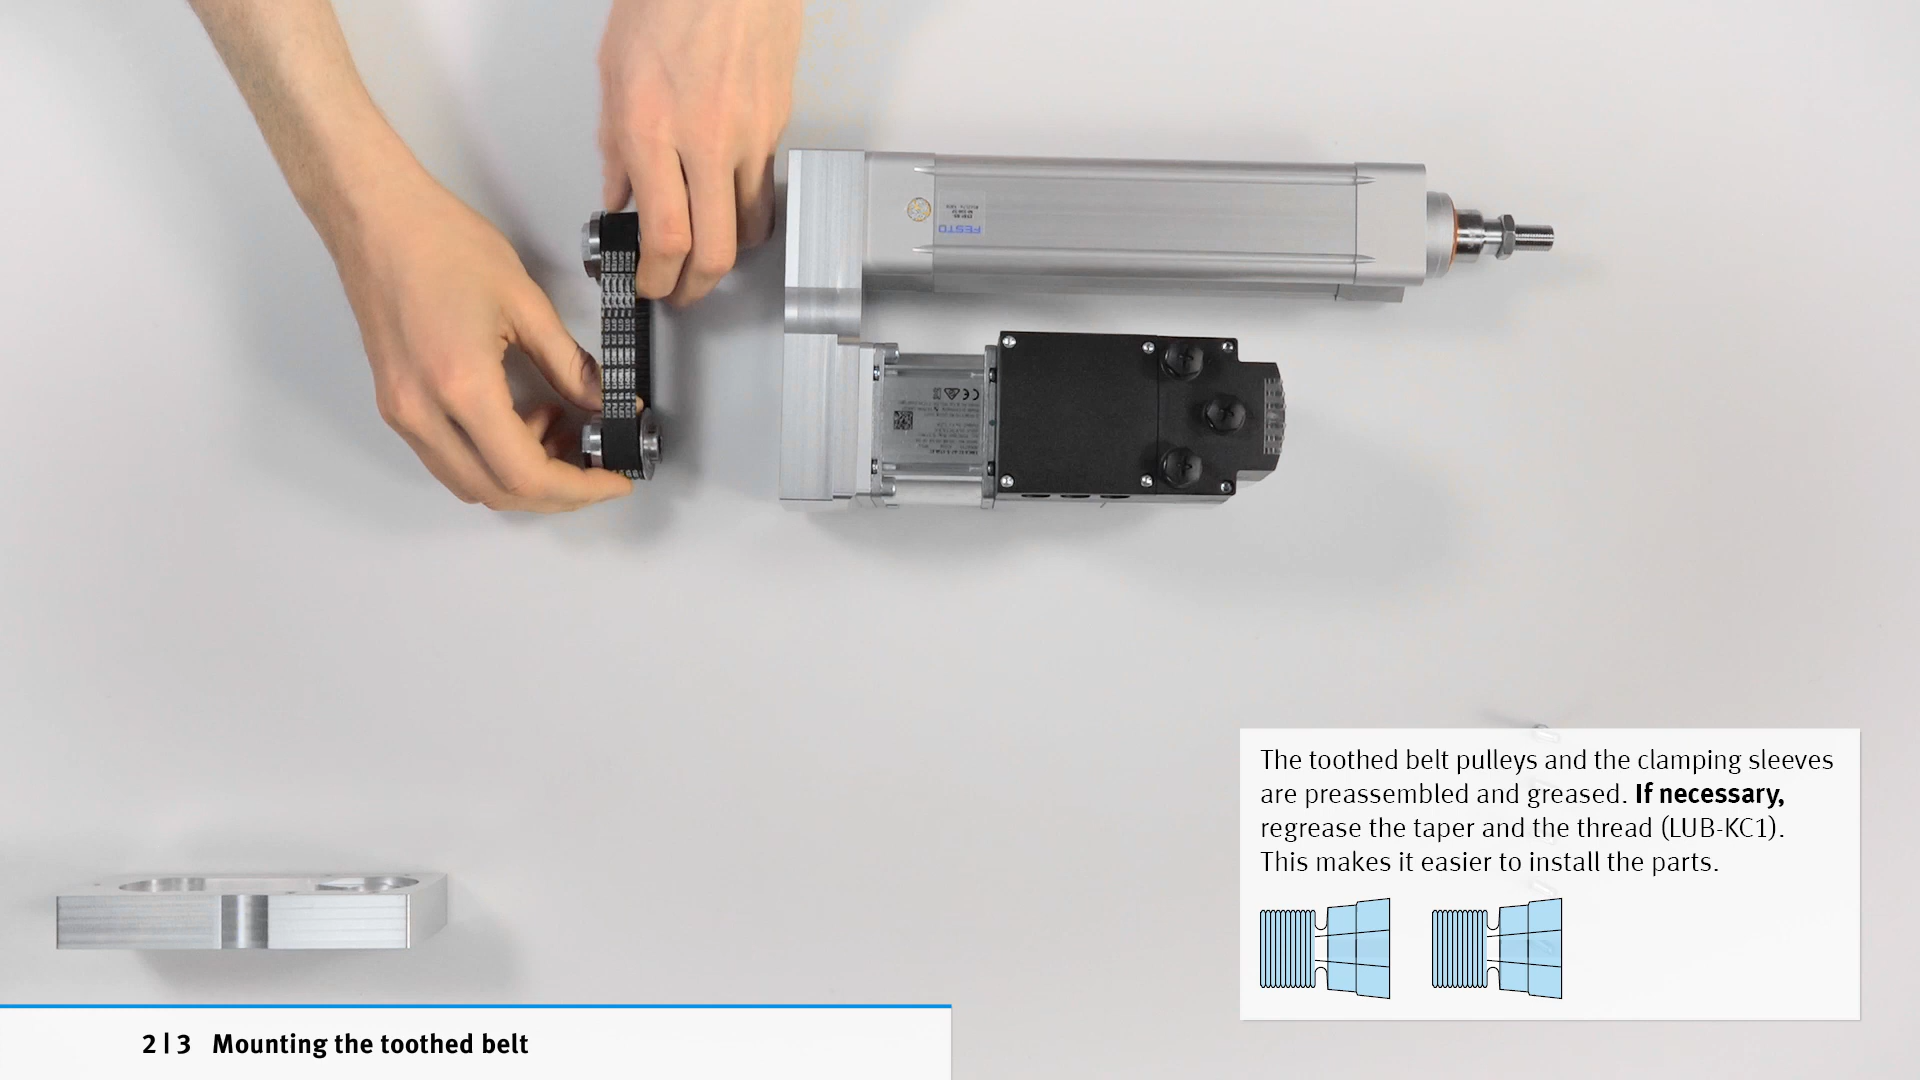 FESTO
GATES
The toothed belt pulleys and the clamping sleeves
are preassembled and greased. If necessary,
regrease the taper and the thread (LUB-KC1).
This makes it easier to install the parts.
2 | 3 Mounting the toothed belt